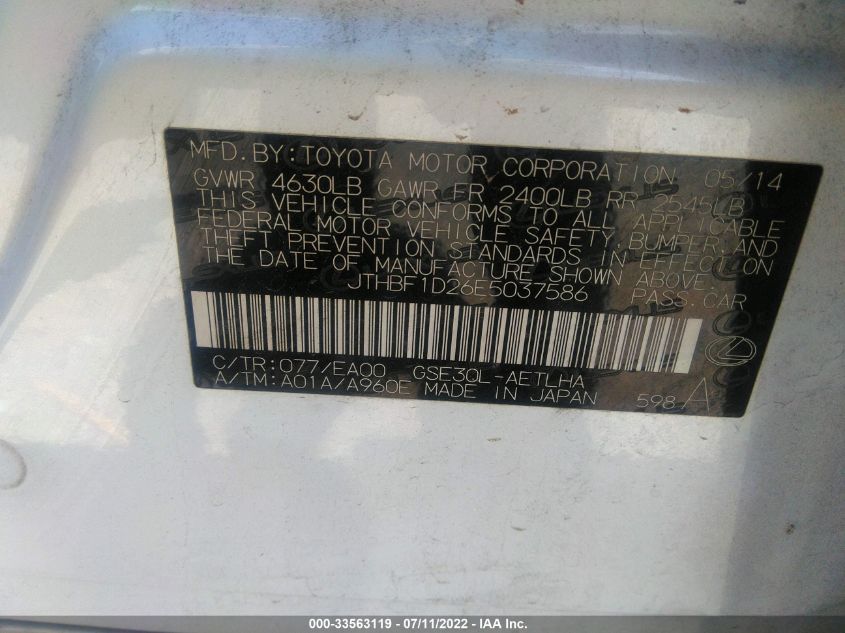 MFD.BY:TOYOTA MOTOR CORPORATION 05/14
GVWR 4630LB GAWR FR 2400LB RR 2545LB
THIS VEHICLE CONFORMS TO ALL APPLICABLE
FEDERAL MOTOR VEHICLE SAFETY,BUMPER,AND
THEFT PREVENTION STANDARDS IN EFFECT ON
THE DATE OF MANUFACTURE SHOWN ABOVE.
JTHBF1D26E5037586 PASS.CAR
C/TR:077/EA00 GSE30L-AETLHA
A/TM:A01A/A960E MADE IN JAPAN 598 A
000-33563119 - 07/11/2022 - IAA Inc.